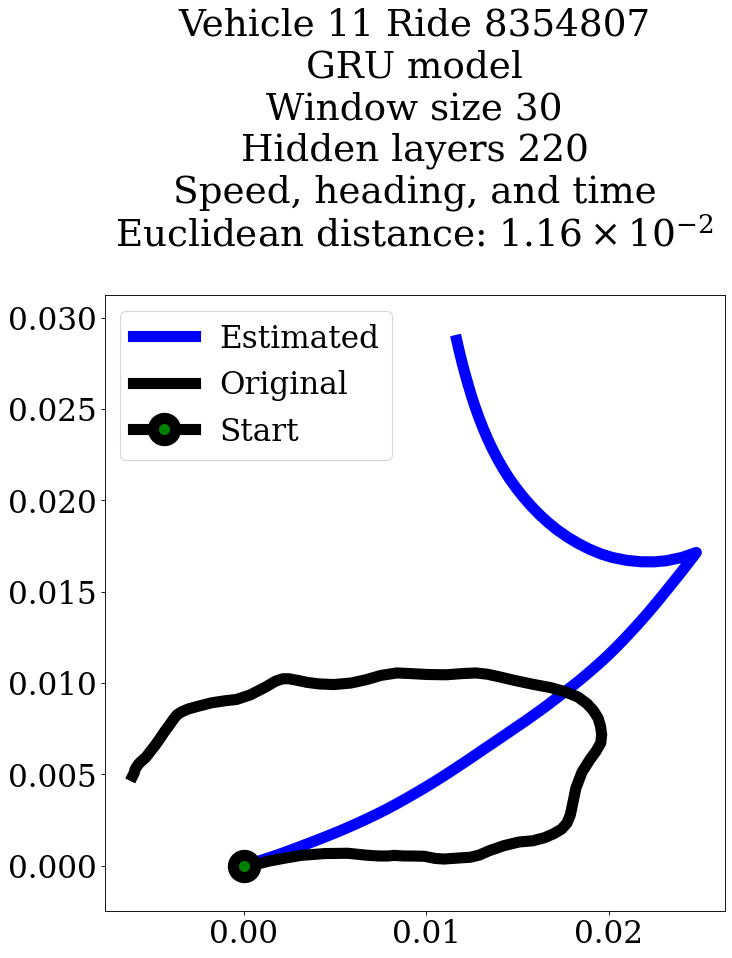 Vehicle 11 Ride 8354807
GRU model
Window size 30
Hidden layers 220
Speed, heading, and time
Euclidean distance: 1.16 × 10⁻²
Estimated
Original
Start
0.030
0.025
0.020
0.015
0.010
0.005
0.000
0.00 0.01 0.02